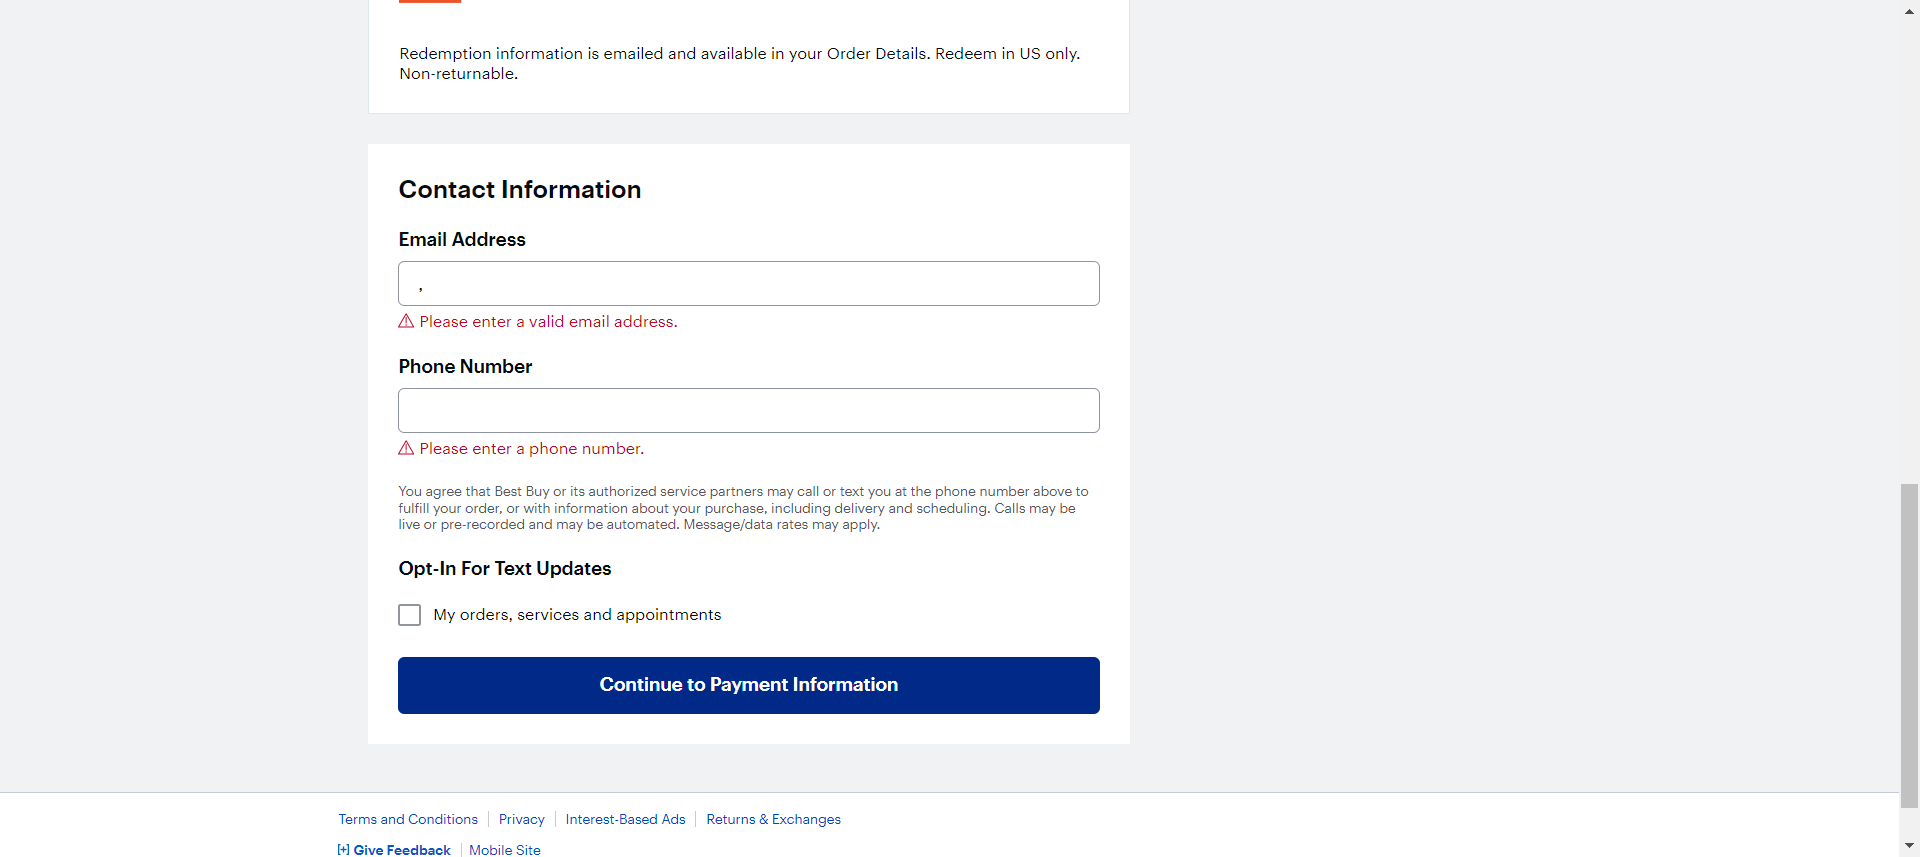 Redemption information is emailed and available in your Order Details. Redeem in US only.
Non-returnable.
Contact Information
Email Address
,
Please enter a valid email address.
Phone Number
Please enter a phone number.
You agree that Best Buy or its authorized service partners may call or text you at the phone number above to
fulfill your order, or with information about your purchase, including delivery and scheduling. Calls may be
live or pre-recorded and may be automated. Message/data rates may apply.
Opt-In For Text Updates
My orders, services and appointments
Continue to Payment Information
Terms and Conditions Privacy Interest-Based Ads Returns & Exchanges
[+] Give Feedback Mobile Site